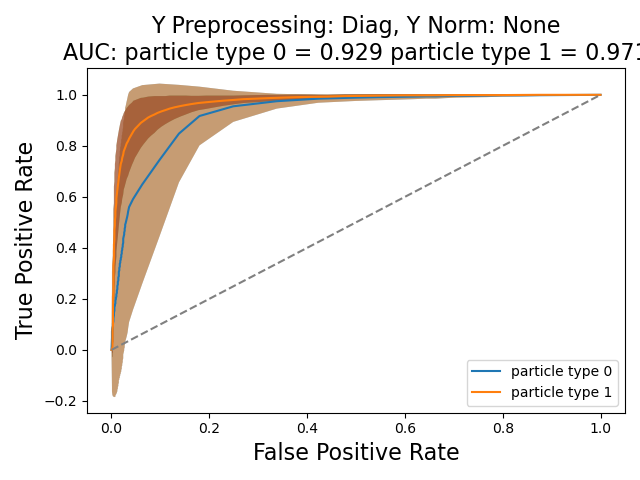 Y Preprocessing: Diag, Y Norm: None
AUC: particle type 0 = 0.929 particle type 1 = 0.971
1.0
0.8
0.6
0.4
0.2
0.0
−0.2
True Positive Rate
0.0 0.2 0.4 0.6 0.8 1.0
False Positive Rate
particle type 0
particle type 1